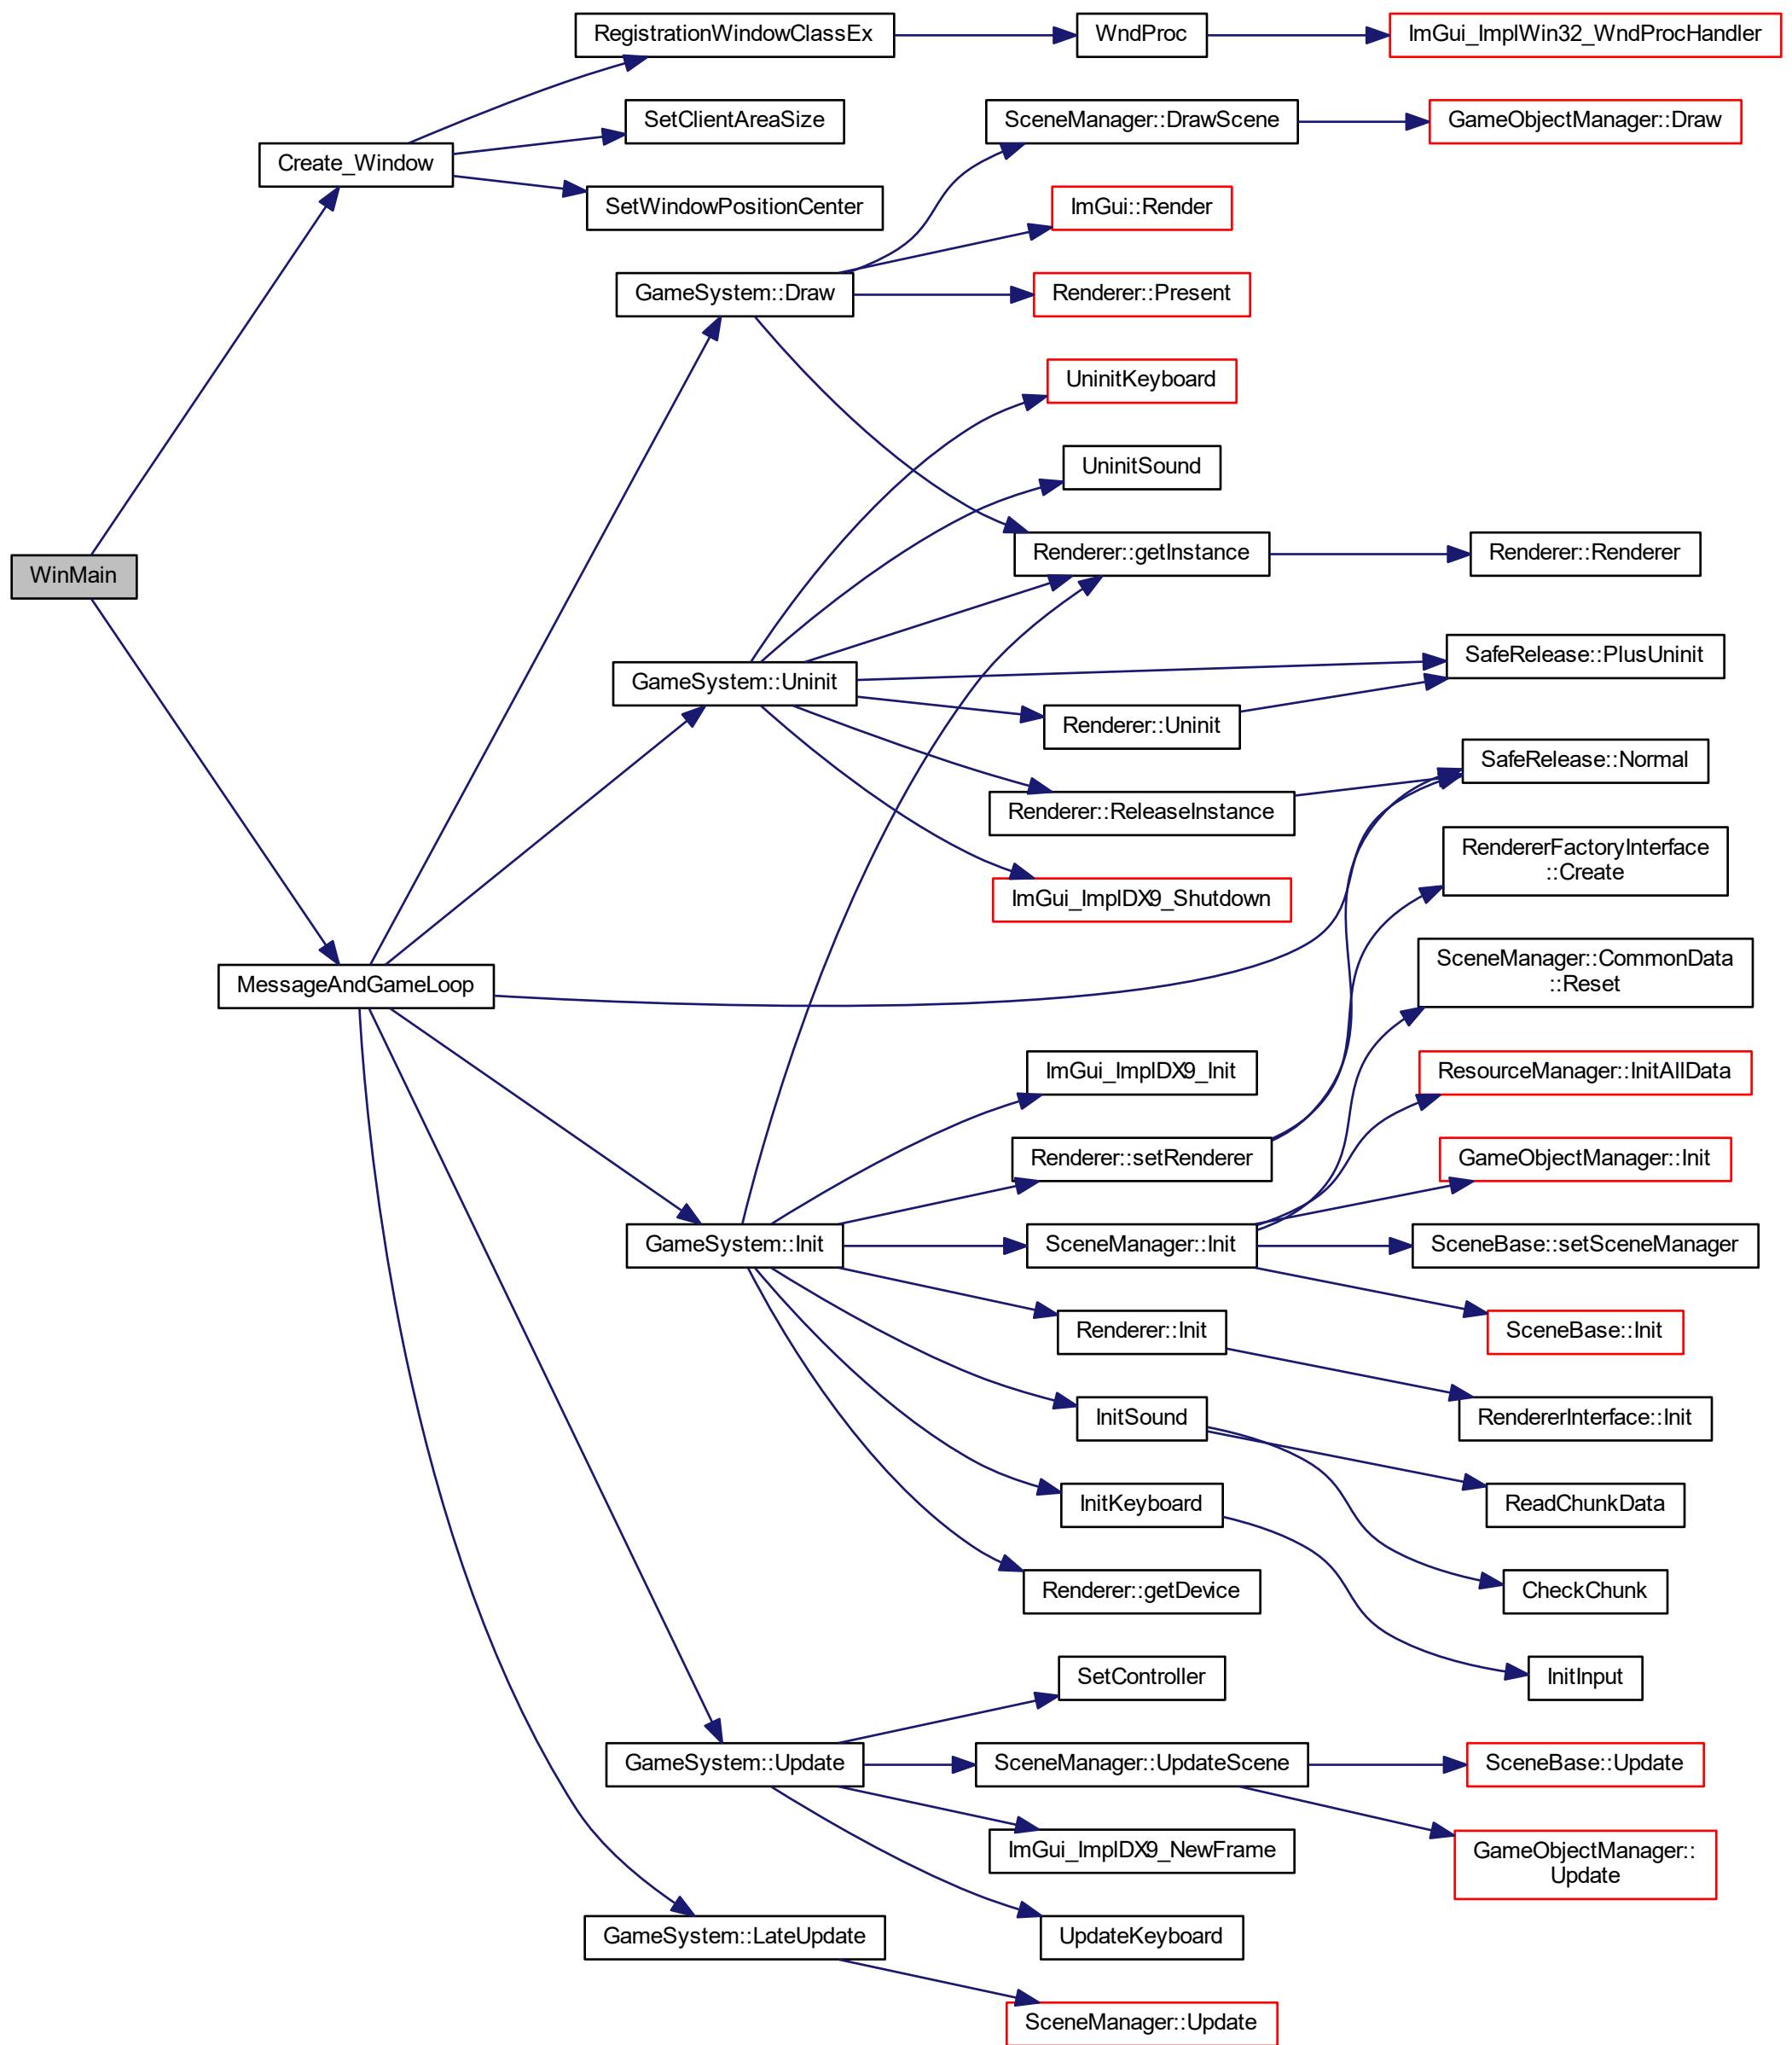 RegistrationWindowClassEx
WndProc
ImGui_ImplWin32_WndProcHandler
SetClientAreaSize
SceneManager::DrawScene
GameObjectManager::Draw
Create_Window
SetWindowPositionCenter
ImGui::Render
GameSystem::Draw
Renderer::Present
UninitKeyboard
UninitSound
WinMain
Renderer::getInstance
Renderer::Renderer
GameSystem::Uninit
SafeRelease::PlusUninit
Renderer::Uninit
SafeRelease::Normal
Renderer::ReleaseInstance
RendererFactoryInterface
::Create
ImGui_ImplDX9_Shutdown
MessageAndGameLoop
SceneManager::CommonData
::Reset
ImGui_ImplDX9_Init
ResourceManager::InitAllData
Renderer::setRenderer
GameObjectManager::Init
GameSystem::Init
SceneManager::Init
SceneBase::setSceneManager
Renderer::Init
SceneBase::Init
InitSound
RendererInterface::Init
InitKeyboard
ReadChunkData
Renderer::getDevice
CheckChunk
SetController
InitInput
GameSystem::Update
SceneManager::UpdateScene
SceneBase::Update
ImGui_ImplDX9_NewFrame
GameObjectManager::
Update
GameSystem::LateUpdate
UpdateKeyboard
SceneManager::Update